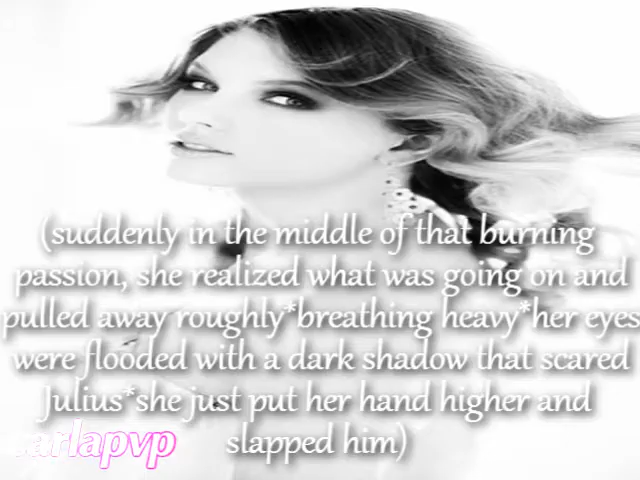 (suddenly in the middle of that burning
passion, she realized what was going on and
pulled away roughly*breathing heavy*her eyes
were flooded with a dark shadow that scared
Julius*she just put her hand higher and
slapped him)